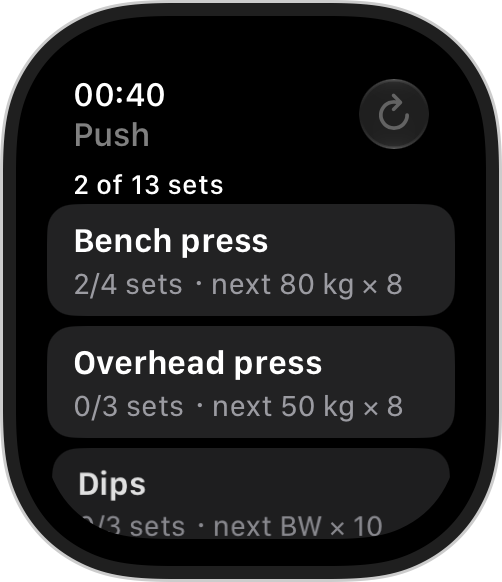 00:40
Push
2 of 13 sets
Bench press
2/4 sets · next 80 kg × 8
Overhead press
0/3 sets · next 50 kg × 8
Dips
0/3 sets · next BW × 10